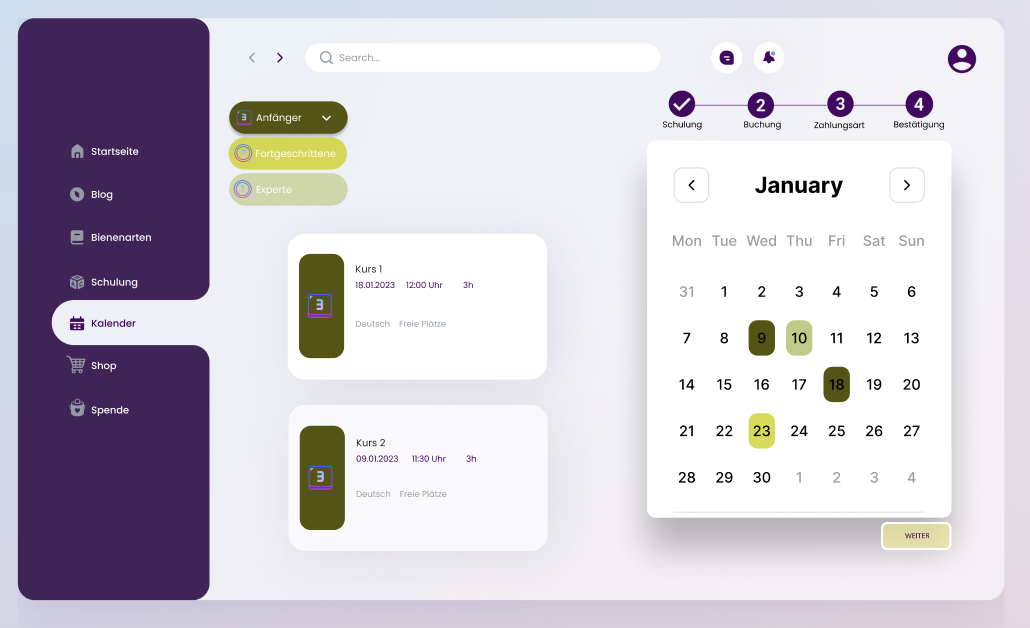 Search...
Startseite
Blog
Bienenarten
Schulung
Kalender
Shop
Spende
3 Anfänger
Fortgeschrittene
Experte
2 3 4
Schulung Buchung Zahlungsart Bestätigung
Kurs 1
18.01.2023 12:00 Uhr 3h
3
Deutsch Freie Plätze
Kurs 2
09.01.2023 11:30 Uhr 3h
3
Deutsch Freie Plätze
January
Mon Tue Wed Thu Fri Sat Sun
31 1 2 3 4 5 6
7 8 9 10 11 12 13
14 15 16 17 18 19 20
21 22 23 24 25 26 27
28 29 30 1 2 3 4
WEITER